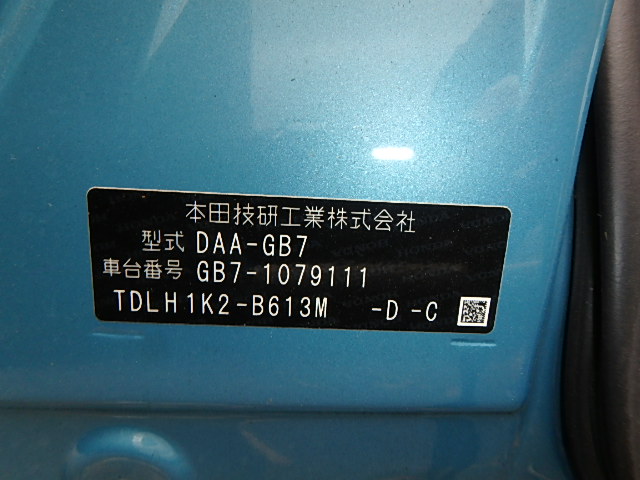 本田技研工業株式会社
型式 DAA-GB7
車台番号 GB7-1079111
TDLH1K2-B613M -D -C